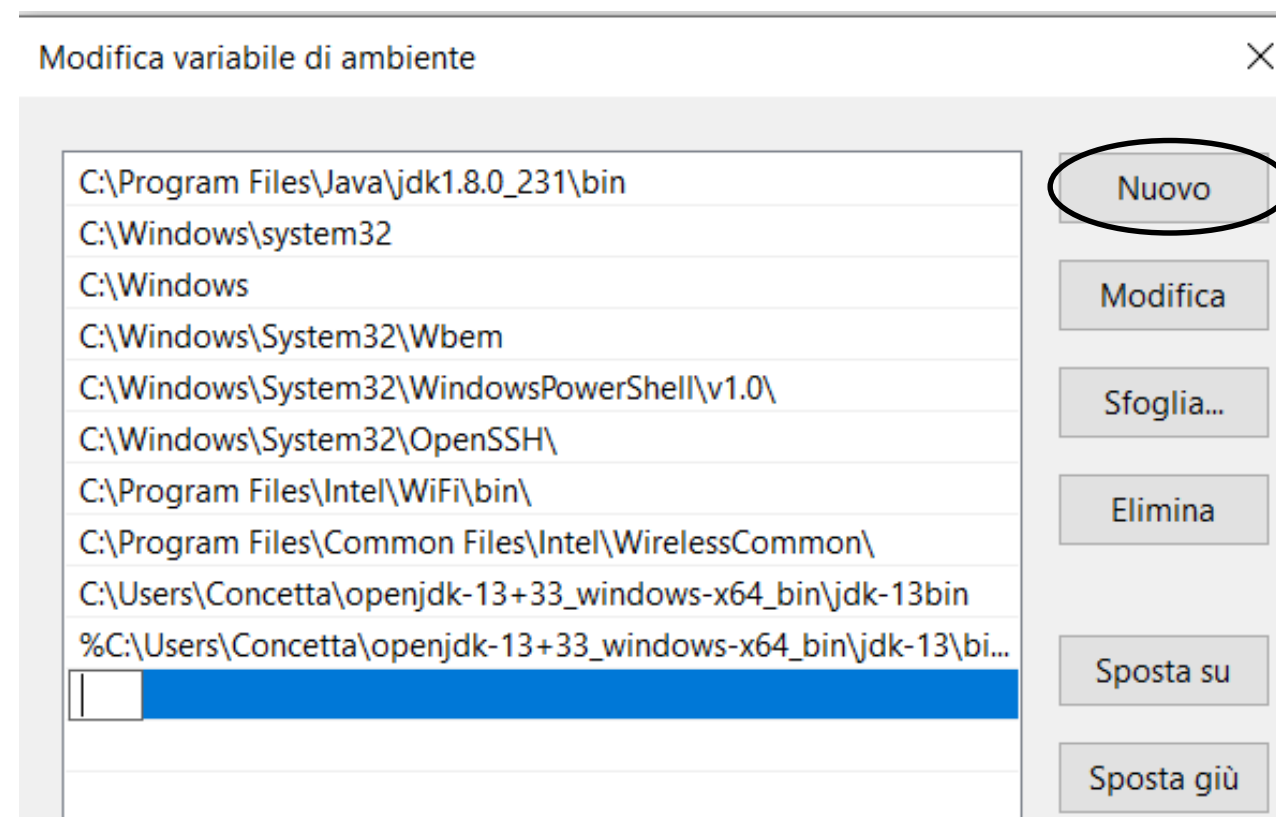 Modifica variabile di ambiente
C:\Program Files\Java\jdk1.8.0_231\bin
C:\Windows\system32
C:\Windows
C:\Windows\System32\Wbem
C:\Windows\System32\WindowsPowerShell\v1.0\
C:\Windows\System32\OpenSSH\
C:\Program Files\Intel\WiFi\bin\
C:\Program Files\Common Files\Intel\WirelessCommon\
C:\Users\Concetta\openjdk-13+33_windows-x64_bin\jdk-13bin
%C:\Users\Concetta\openjdk-13+33_windows-x64_bin\jdk-13\bi...
Nuovo
Modifica
Sfoglia...
Elimina
Sposta su
Sposta giù